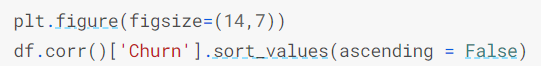 plt.figure(figsize=(14,7))
df.corr()['Churn'].sort_values(ascending = False)